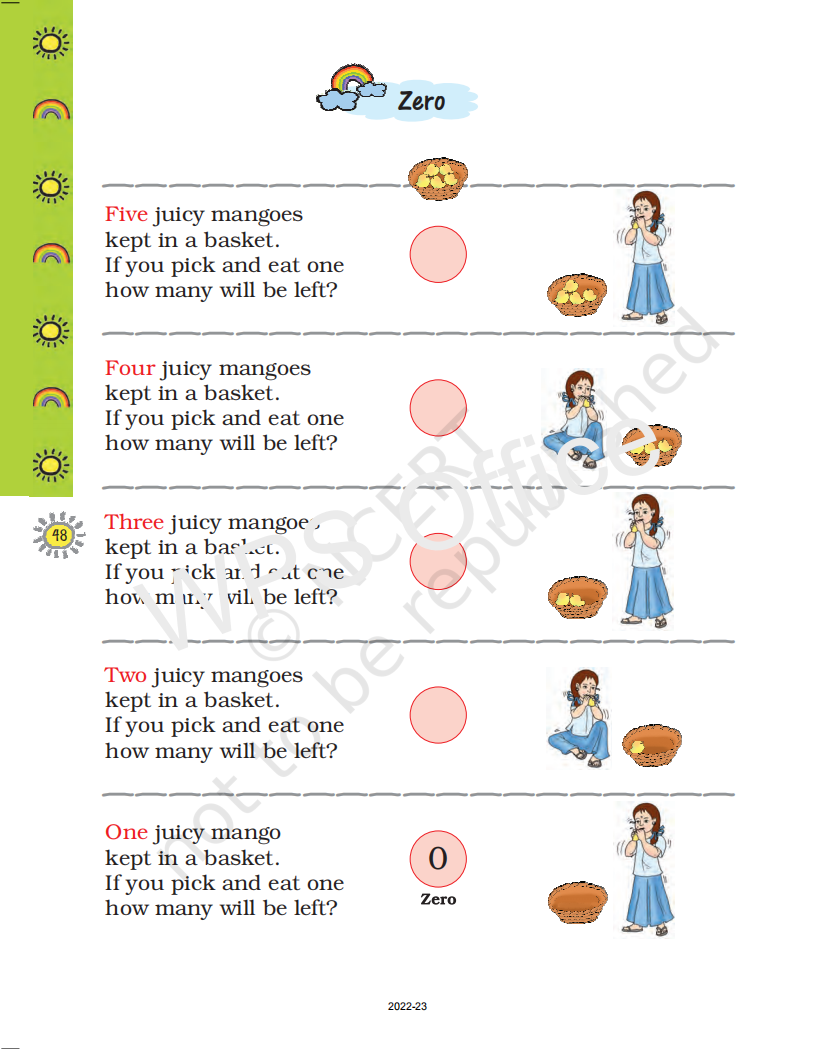 Zero
Five juicy mangoes
kept in a basket.
If you pick and eat one
how many will be left?
Four juicy mangoes
kept in a basket.
If you pick and eat one
how many will be left?
48
Three juicy mangoes
kept in a basket.
If you pick and eat one
how many will be left?
Two juicy mangoes
kept in a basket.
If you pick and eat one
how many will be left?
One juicy mango
kept in a basket.
If you pick and eat one
how many will be left?
0
Zero
WPS Office
© NCERT
not to be republished
2022-23